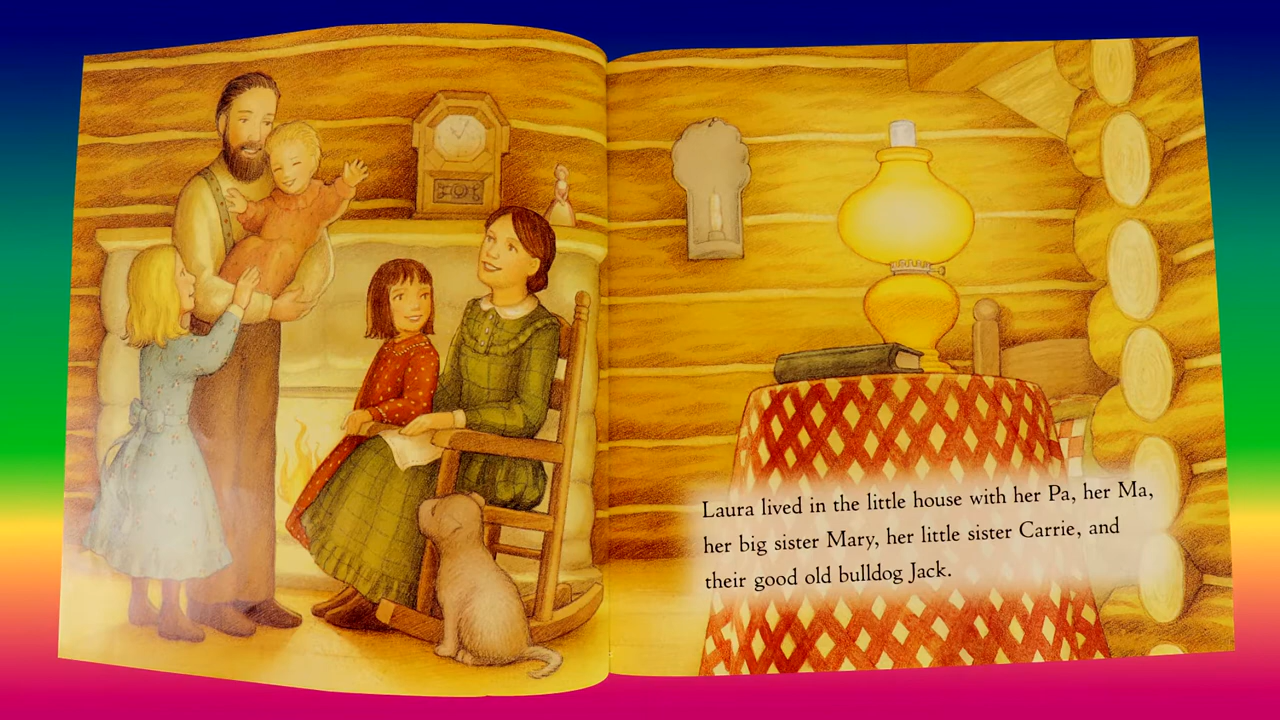 Laura lived in the little house with her Pa, her Ma,
her big sister Mary, her little sister Carrie, and
their good old bulldog Jack.